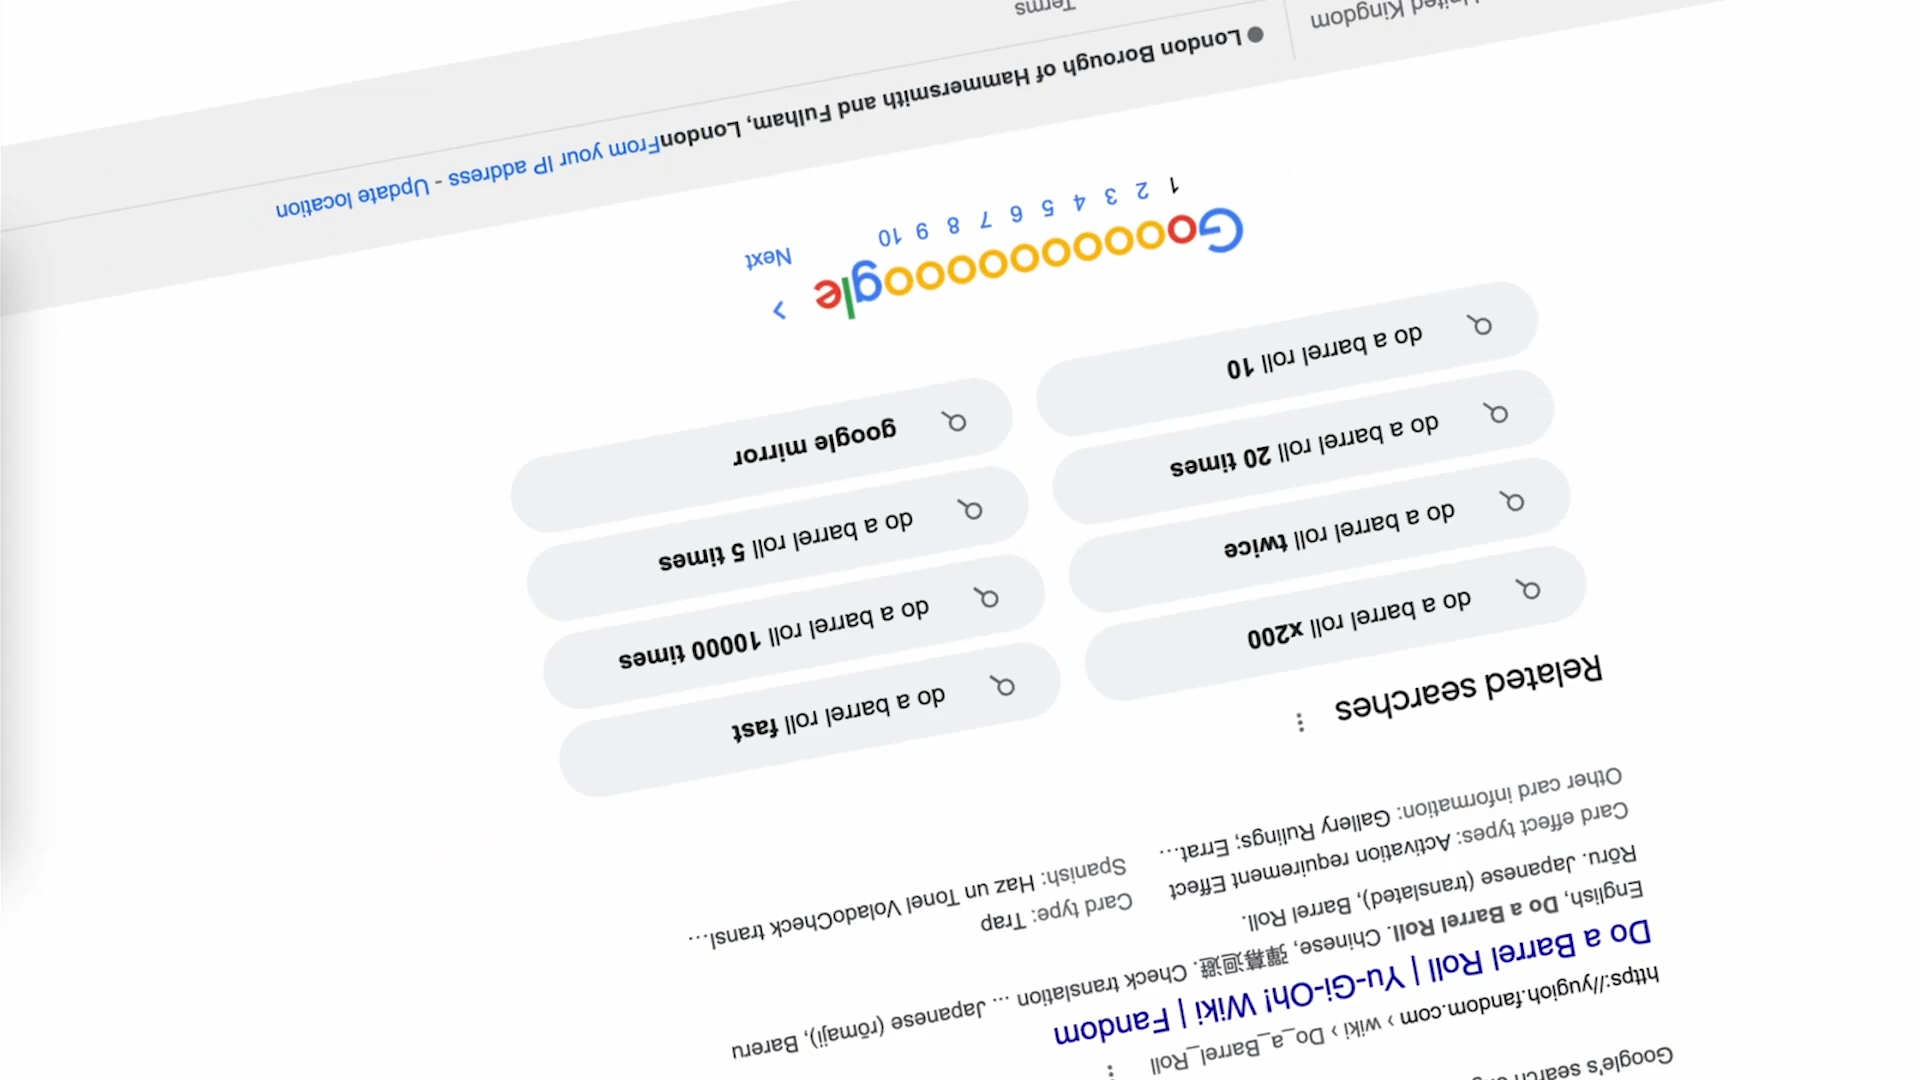 Google's search
https://yugioh.fandom.com › wiki › Do_a_Barrel_Roll
Do a Barrel Roll | Yu-Gi-Oh! Wiki | Fandom
English, Do a Barrel Roll. Chinese, 彈幕迴避. Check translation ... Japanese (rōmaji), Bareru
Rōru. Japanese (translated), Barrel Roll.
Card effect types: Activation requirement Effect
Card type: Trap
Other card information: Gallery Rulings; Errat...
Spanish: Haz un Tonel VoladoCheck transl...
Related searches
do a barrel roll x200
do a barrel roll fast
do a barrel roll twice
do a barrel roll 10000 times
do a barrel roll 20 times
do a barrel roll 5 times
do a barrel roll 10
google mirror
Goooooooooogle
1 2 3 4 5 6 7 8 9 10 Next
United Kingdom
London Borough of Hammersmith and Fulham, LondonFrom your IP address - Update location
Terms